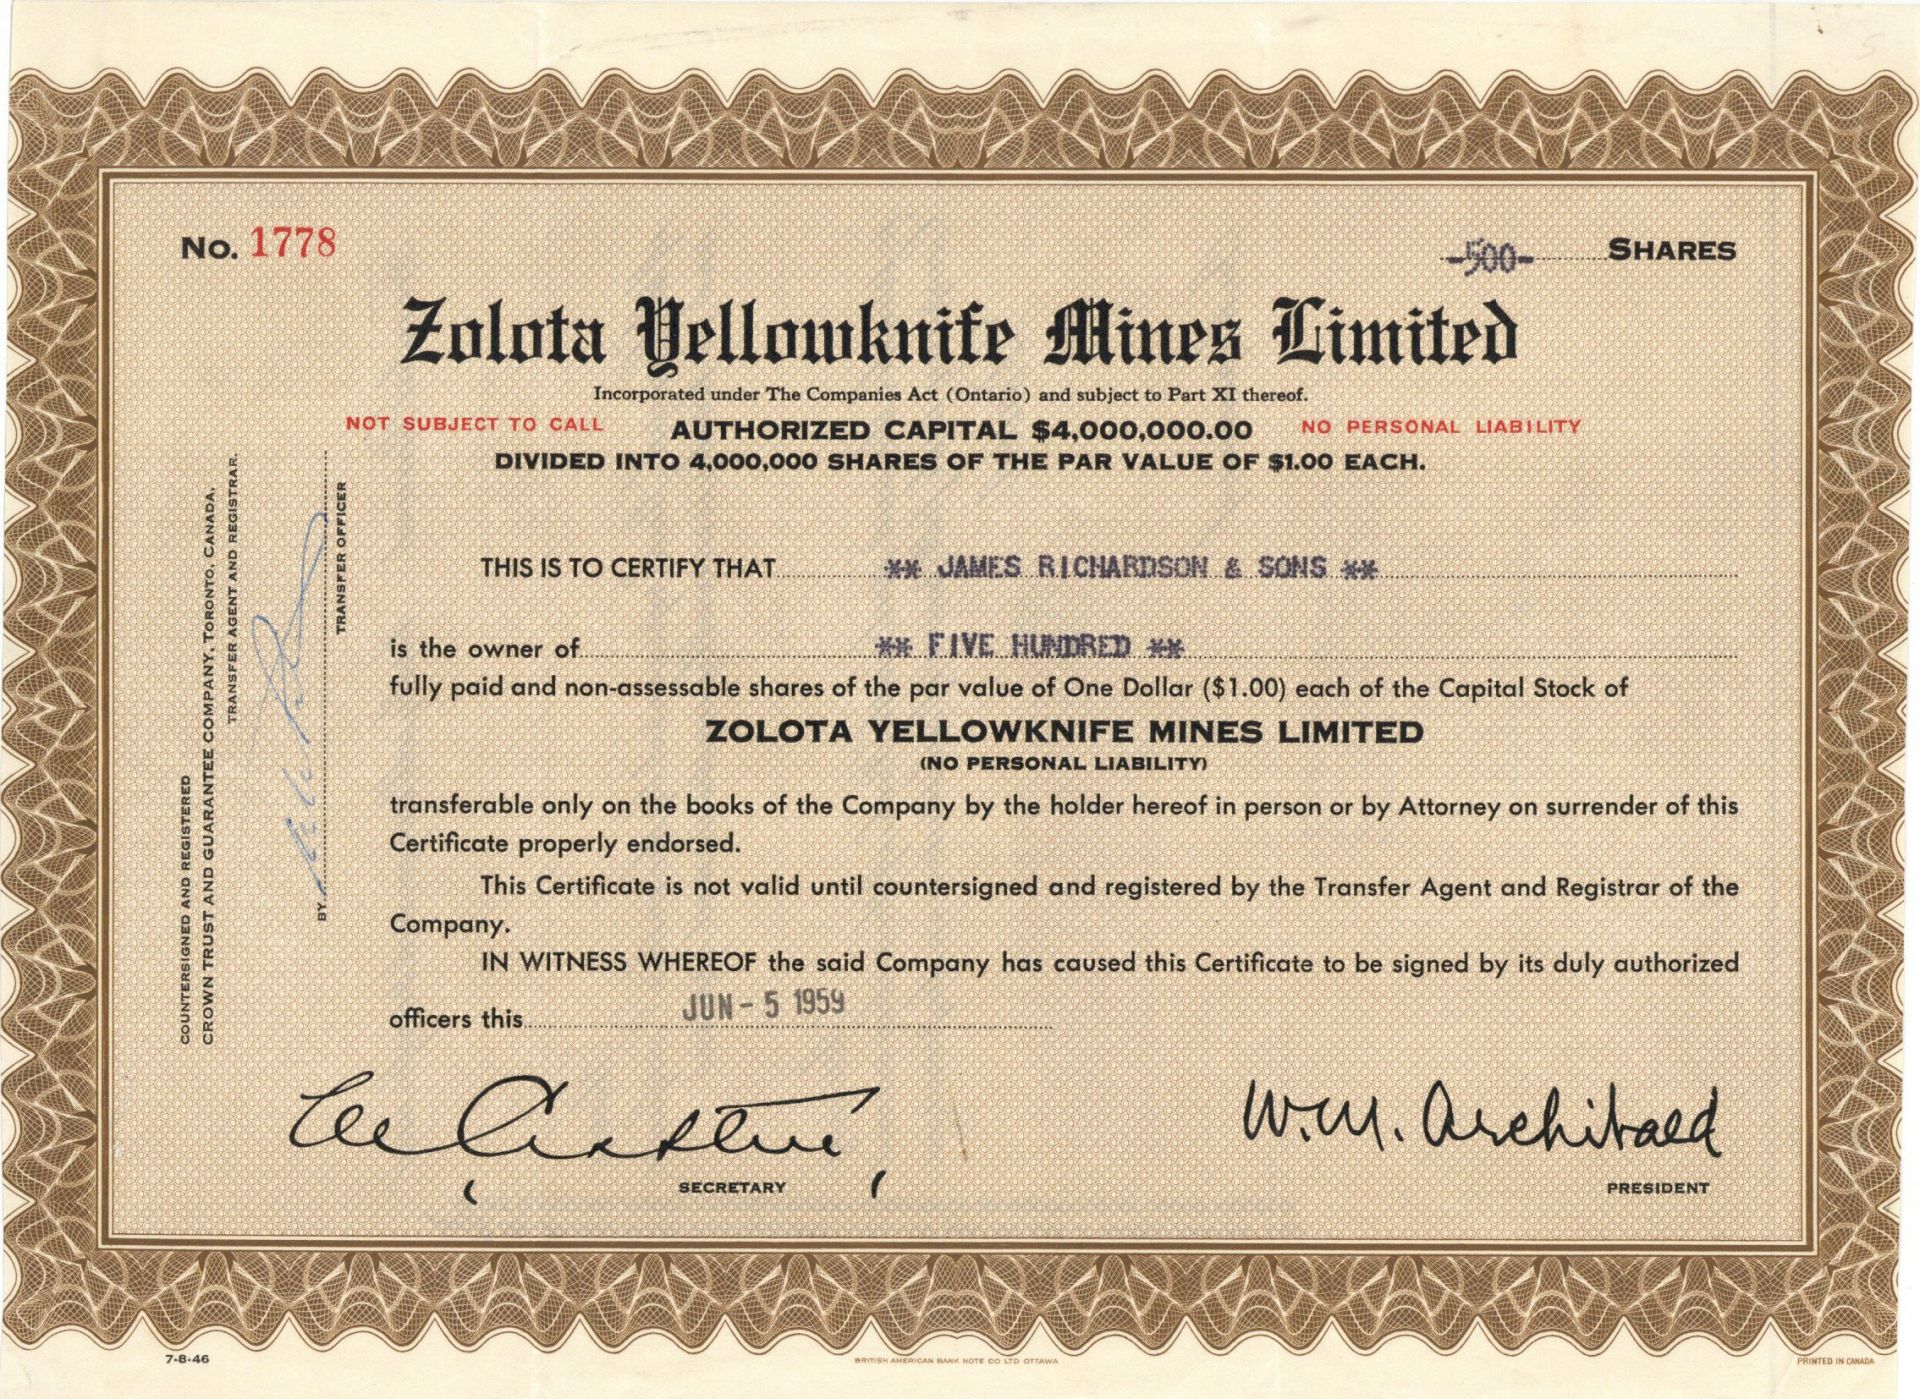 No. 1778
-500- SHARES
Zolota Yellowknife Mines Limited
Incorporated under The Companies Act (Ontario) and subject to Part XI thereof.
NOT SUBJECT TO CALL
AUTHORIZED CAPITAL $4,000,000.00
NO PERSONAL LIABILITY
DIVIDED INTO 4,000,000 SHARES OF THE PAR VALUE OF $1.00 EACH.
THIS IS TO CERTIFY THAT ** JAMES RICHARDSON & SONS **
is the owner of ** FIVE HUNDRED **
fully paid and non-assessable shares of the par value of One Dollar ($1.00) each of the Capital Stock of
ZOLOTA YELLOWKNIFE MINES LIMITED
(NO PERSONAL LIABILITY)
transferable only on the books of the Company by the holder hereof in person or by Attorney on surrender of this
Certificate properly endorsed.
This Certificate is not valid until countersigned and registered by the Transfer Agent and Registrar of the
Company.
IN WITNESS WHEREOF the said Company has caused this Certificate to be signed by its duly authorized
officers this JUN - 5 1959
W. M. Archibald
SECRETARY
PRESIDENT
COUNTERSIGNED AND REGISTERED
CROWN TRUST AND GUARANTEE COMPANY, TORONTO, CANADA,
TRANSFER AGENT AND REGISTRAR.
BY
TRANSFER OFFICER
7-8-46
BRITISH AMERICAN BANK NOTE CO LTD OTTAWA
PRINTED IN CANADA